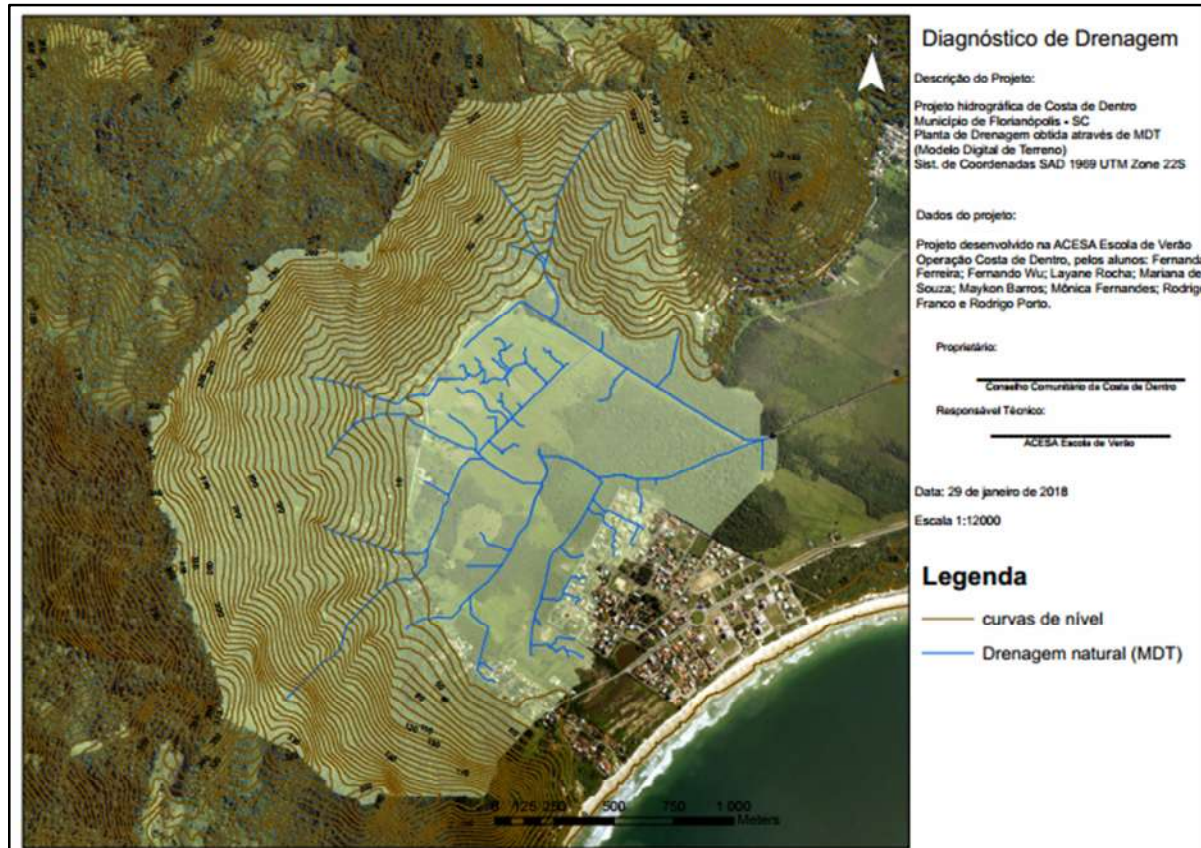 Diagnóstico de Drenagem
Descrição do Projeto:
Projeto hidrográfica de Costa de Dentro
Município de Florianópolis - SC
Planta de Drenagem obtida através de MDT
(Modelo Digital de Terreno)
Sist. de Coordenadas SAD 1969 UTM Zone 22S
Dados do projeto:
Projeto desenvolvido na ACESA Escola de Verão
Operação Costa de Dentro, pelos alunos: Fernanda
Ferreira; Fernando Wu; Layane Rocha; Mariana de
Souza; Maykon Barros; Mônica Fernandes; Rodrigo
Franco e Rodrigo Porto.
Proprietário:
Conselho Comunitário da Costa de Dentro
Responsável Técnico:
ACESA Escola de Verão
Data: 29 de janeiro de 2018
Escala 1:12000
Legenda
curvas de nível
Drenagem natural (MDT)
N
0 125 250 500 750 1 000
Meters